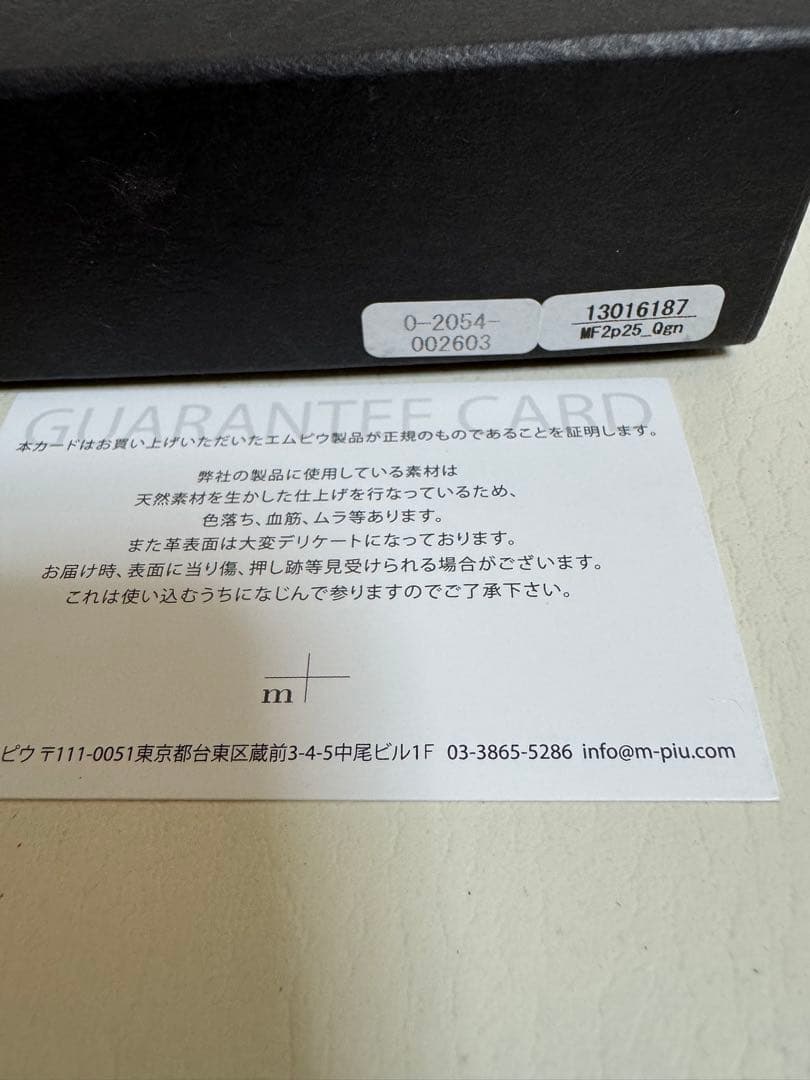 0-2054-
002603
13016187
MF2p25_Qgn
GUARANTEE CARD
本カードはお買い上げいただいたエムピウ製品が正規のものであることを証明します。
弊社の製品に使用している素材は
天然素材を生かした仕上げを行なっているため、
色落ち、血筋、ムラ等あります。
また革表面は大変デリケートになっております。
お届け時、表面に当り傷、押し跡等見受けられる場合がございます。
これは使い込むうちになじんで参りますのでご了承下さい。
m
ピウ 〒111-0051東京都台東区蔵前3-4-5中尾ビル1F 03-3865-5286 info@m-piu.com